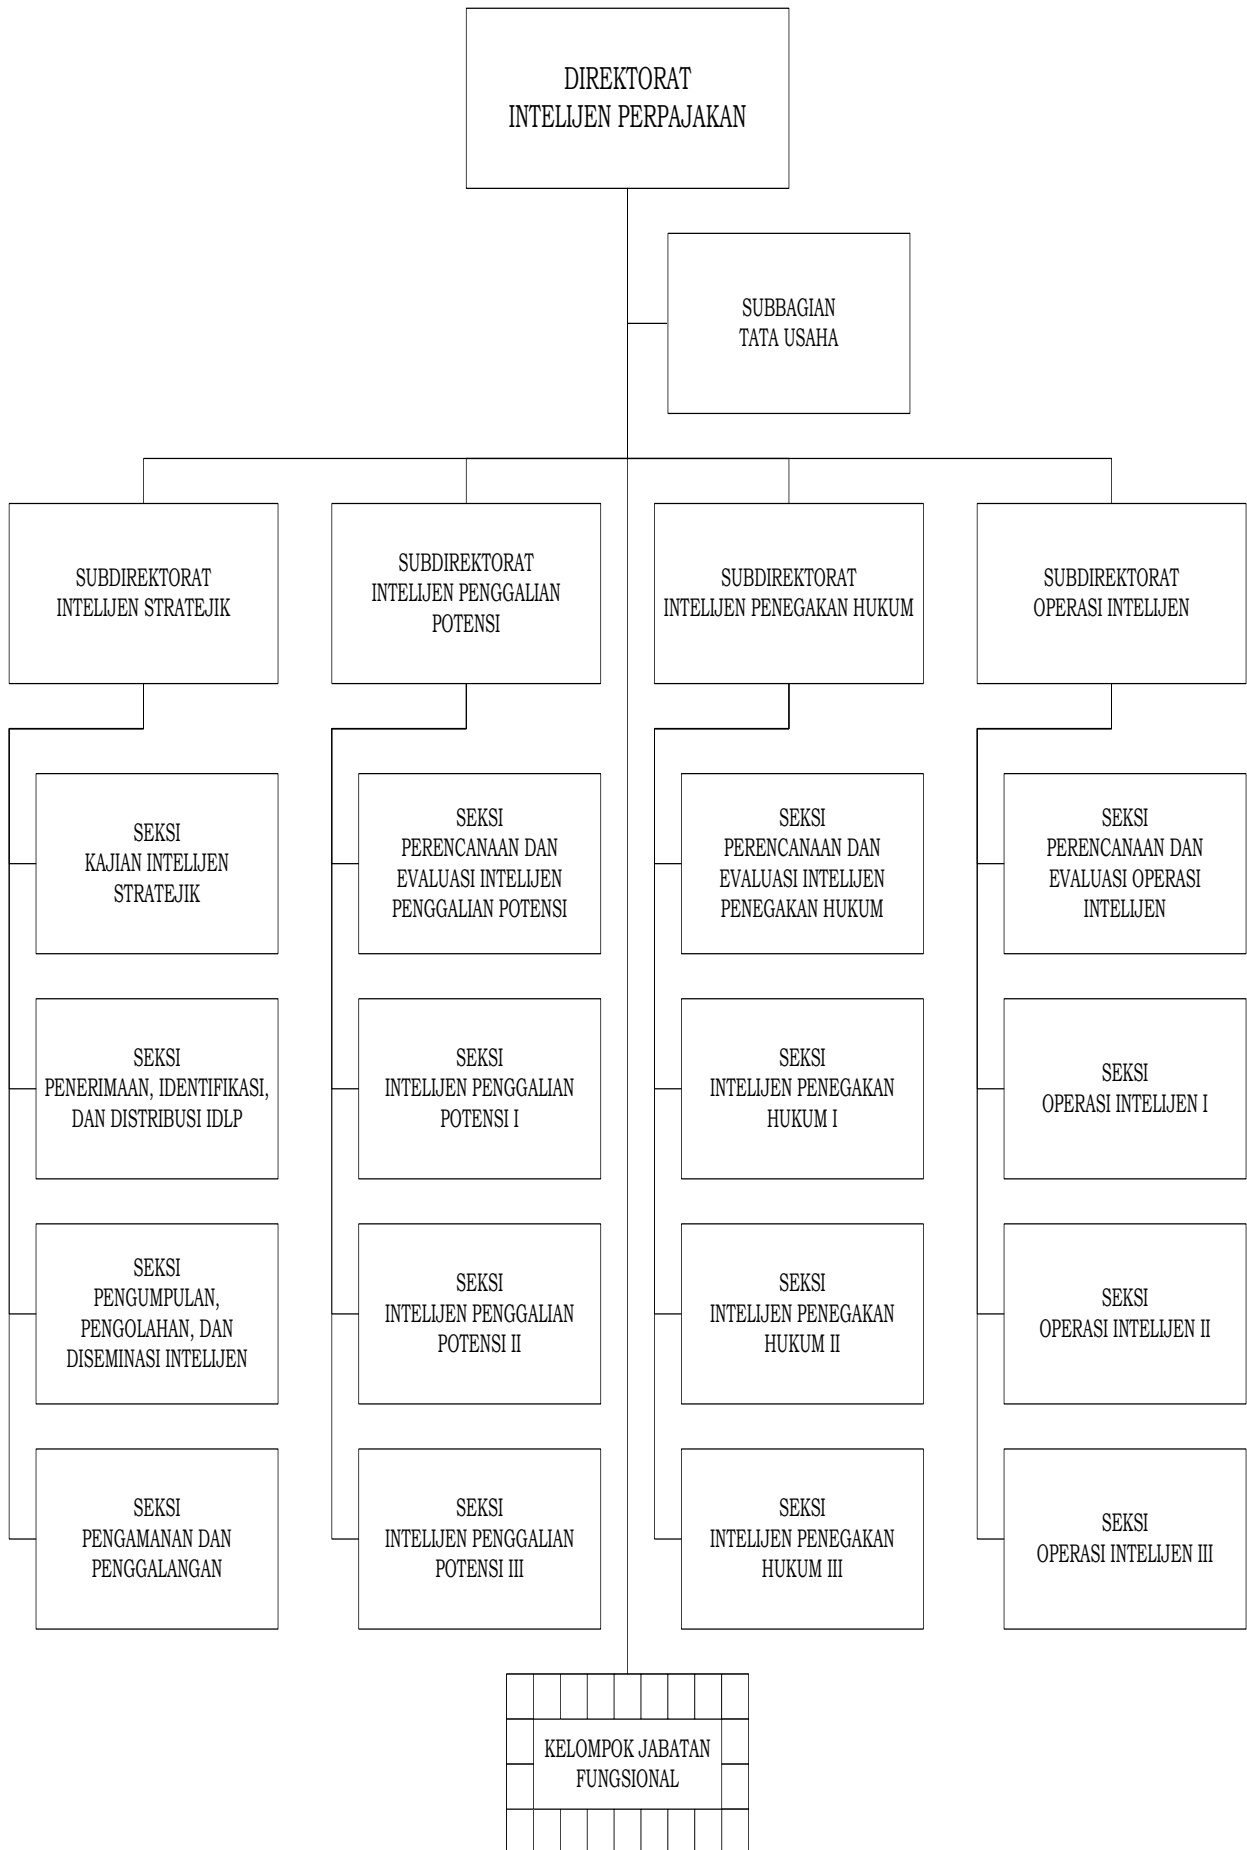 DIREKTORAT
INTELIJEN PERPAJAKAN
SUBBAGIAN
TATA USAHA
SUBDIREKTORAT
INTELIJEN STRATEJIK
SUBDIREKTORAT
INTELIJEN PENGGALIAN
POTENSI
SUBDIREKTORAT
INTELIJEN PENEGAKAN HUKUM
SUBDIREKTORAT
OPERASI INTELIJEN
SEKSI
KAJIAN INTELIJEN
STRATEJIK
SEKSI
PERENCANAAN DAN
EVALUASI INTELIJEN
PENGGALIAN POTENSI
SEKSI
PERENCANAAN DAN
EVALUASI INTELIJEN
PENEGAKAN HUKUM
SEKSI
PERENCANAAN DAN
EVALUASI OPERASI
INTELIJEN
SEKSI
PENERIMAAN, IDENTIFIKASI,
DAN DISTRIBUSI IDLP
SEKSI
INTELIJEN PENGGALIAN
POTENSI I
SEKSI
INTELIJEN PENEGAKAN
HUKUM I
SEKSI
OPERASI INTELIJEN I
SEKSI
PENGUMPULAN,
PENGOLAHAN, DAN
DISEMINASI INTELIJEN
SEKSI
INTELIJEN PENGGALIAN
POTENSI II
SEKSI
INTELIJEN PENEGAKAN
HUKUM II
SEKSI
OPERASI INTELIJEN II
SEKSI
PENGAMANAN DAN
PENGGALANGAN
SEKSI
INTELIJEN PENGGALIAN
POTENSI III
SEKSI
INTELIJEN PENEGAKAN
HUKUM III
SEKSI
OPERASI INTELIJEN III
KELOMPOK JABATAN
FUNGSIONAL